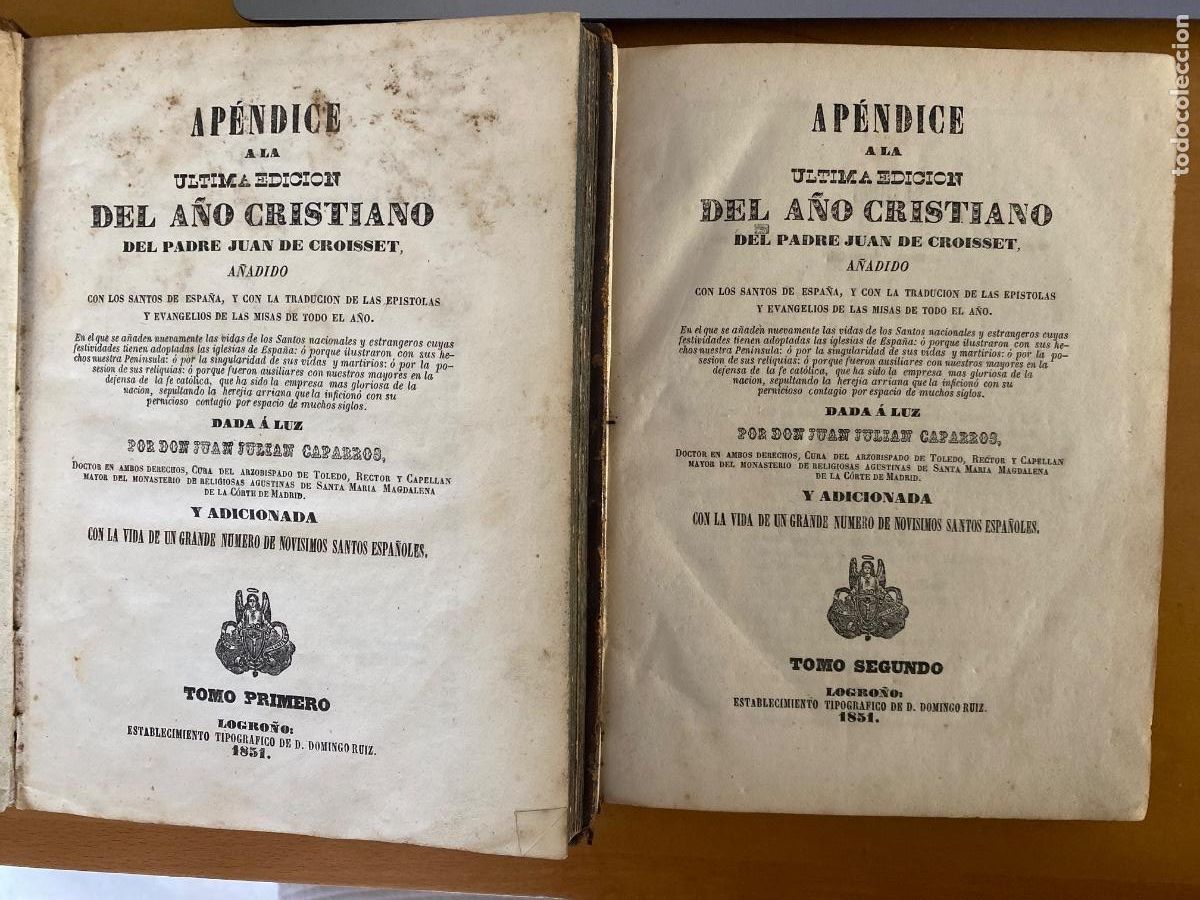 APÉNDICE
A LA
ULTIMA EDICION
DEL AÑO CRISTIANO
DEL PADRE JUAN DE CROISSET,
AÑADIDO
CON LOS SANTOS DE ESPAÑA, Y CON LA TRADUCION DE LAS EPISTOLAS
Y EVANGELIOS DE LAS MISAS DE TODO EL AÑO.
En el que se añaden nuevamente las vidas de los Santos nacionales y estrangeros cuyas
festividades tienen adoptadas las iglesias de España: ó porque ilustraron con sus he-
chos nuestra Peninsula: ó por la singularidad de sus vidas y martirios: ó por la po-
sesion de sus reliquias: ó porque fueron ausiliares con nuestros mayores en la
defensa de la fe católica, que ha sido la empresa mas gloriosa de la
nacion, sepultando la herejia arriana que la inficionó con su
pernicioso contagio por espacio de muchos siglos.
DADA Á LUZ
POR DON JUAN JULIAN CAPARROS,
DOCTOR EN AMBOS DERECHOS, CURA DEL ARZOBISPADO DE TOLEDO, RECTOR Y CAPELLAN
MAYOR DEL MONASTERIO DE RELIGIOSAS AGUSTINAS DE SANTA MARIA MAGDALENA
DE LA CÓRTE DE MADRID.
Y ADICIONADA
CON LA VIDA DE UN GRANDE NUMERO DE NOVISIMOS SANTOS ESPAÑOLES.
TOMO PRIMERO
LOGROÑO:
ESTABLECIMIENTO TIPOGRAFICO DE D. DOMINGO RUIZ.
1851.
APÉNDICE
A LA
ULTIMA EDICION
DEL AÑO CRISTIANO
DEL PADRE JUAN DE CROISSET,
AÑADIDO
CON LOS SANTOS DE ESPAÑA, Y CON LA TRADUCION DE LAS EPISTOLAS
Y EVANGELIOS DE LAS MISAS DE TODO EL AÑO.
En el que se añaden nuevamente las vidas de los Santos nacionales y estrangeros cuyas
festividades tienen adoptadas las iglesias de España: ó porque ilustraron con sus he-
chos nuestra Peninsula: ó por la singularidad de sus vidas y martirios: ó por la po-
sesion de sus reliquias: ó porque fueron ausiliares con nuestros mayores en la
defensa de la fe católica, que ha sido la empresa mas gloriosa de la
nacion, sepultando la herejia arriana que la inficionó con su
pernicioso contagio por espacio de muchos siglos.
DADA Á LUZ
POR DON JUAN JULIAN CAPARROS,
DOCTOR EN AMBOS DERECHOS, CURA DEL ARZOBISPADO DE TOLEDO, RECTOR Y CAPELLAN
MAYOR DEL MONASTERIO DE RELIGIOSAS AGUSTINAS DE SANTA MARIA MAGDALENA
DE LA CÓRTE DE MADRID.
Y ADICIONADA
CON LA VIDA DE UN GRANDE NUMERO DE NOVISIMOS SANTOS ESPAÑOLES.
TOMO SEGUNDO
LOGROÑO:
ESTABLECIMIENTO TIPOGRAFICO DE D. DOMINGO RUIZ.
1851.
todocoleccion